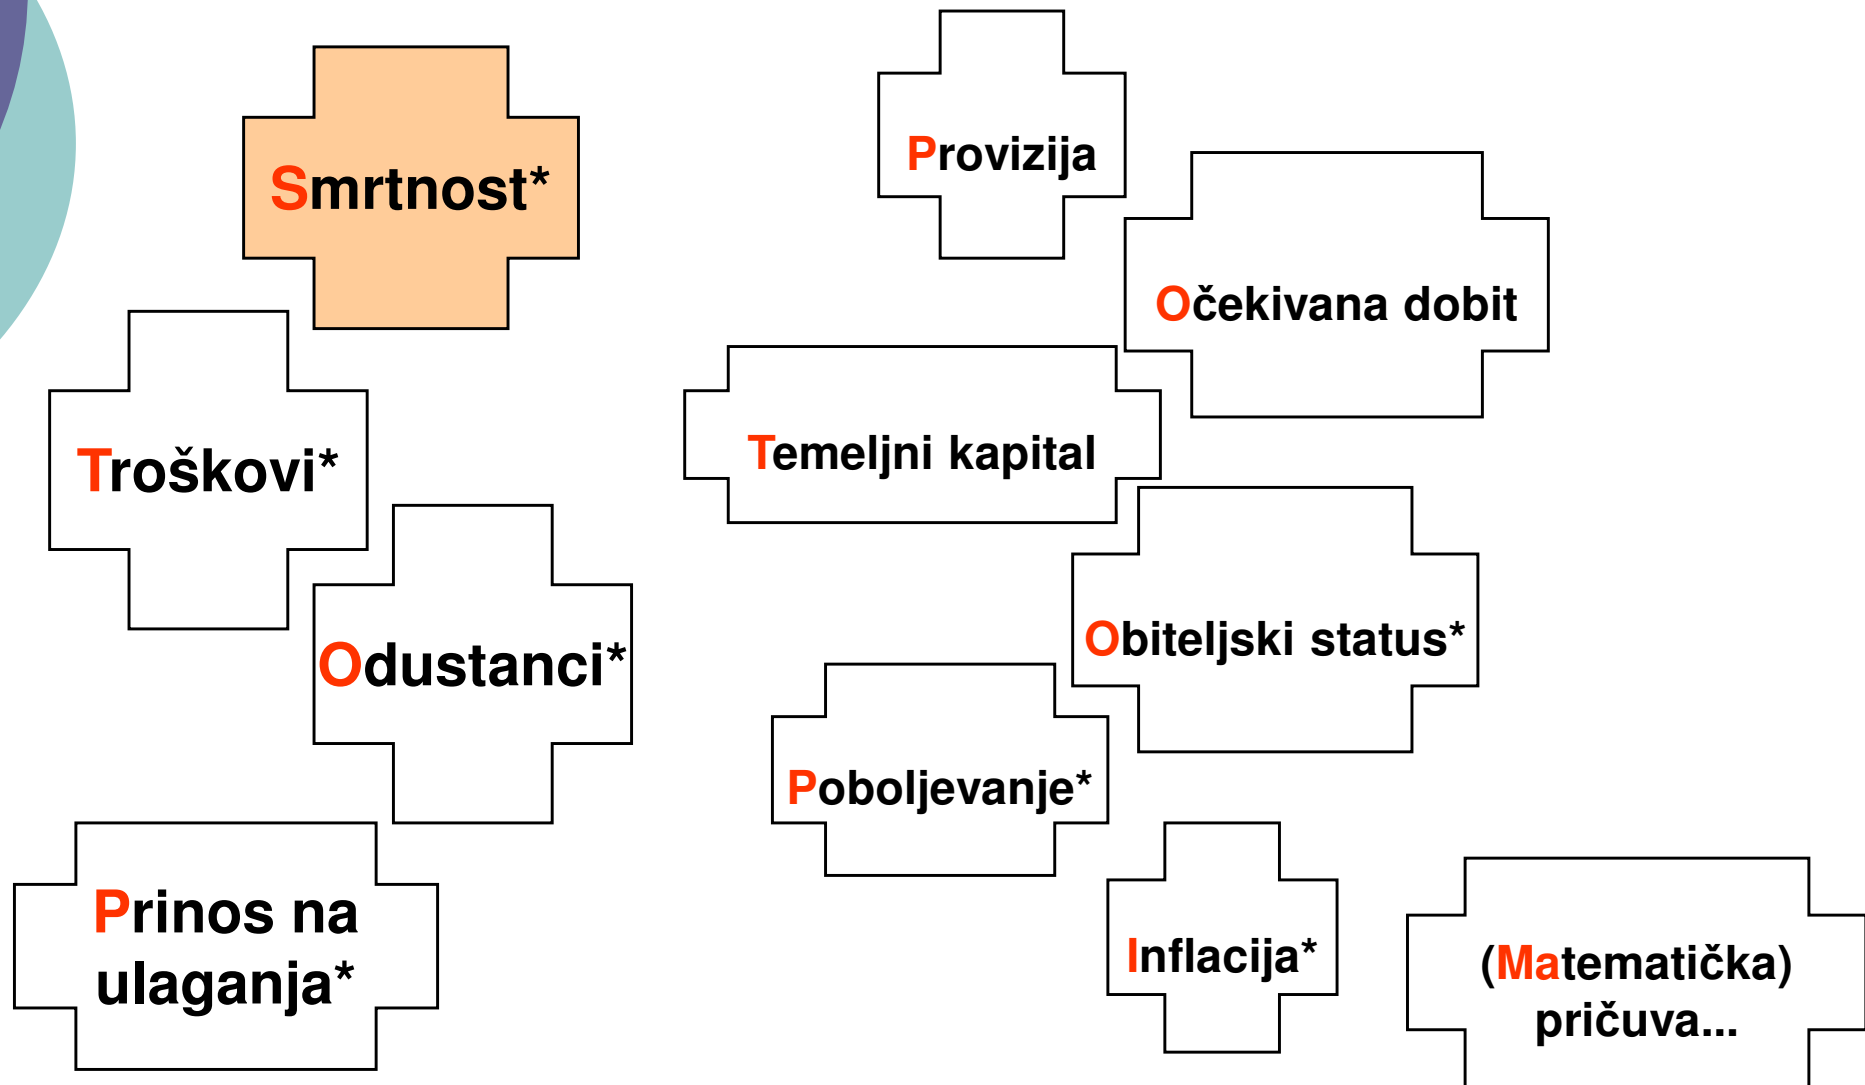 Smrtnost*
Troškovi*
Odustanci*
Prinos na
ulaganja*
Provizija
Očekivana dobit
Temeljni kapital
Obiteljski status*
Poboljevanje*
Inflacija*
(Matematička)
pričuva...